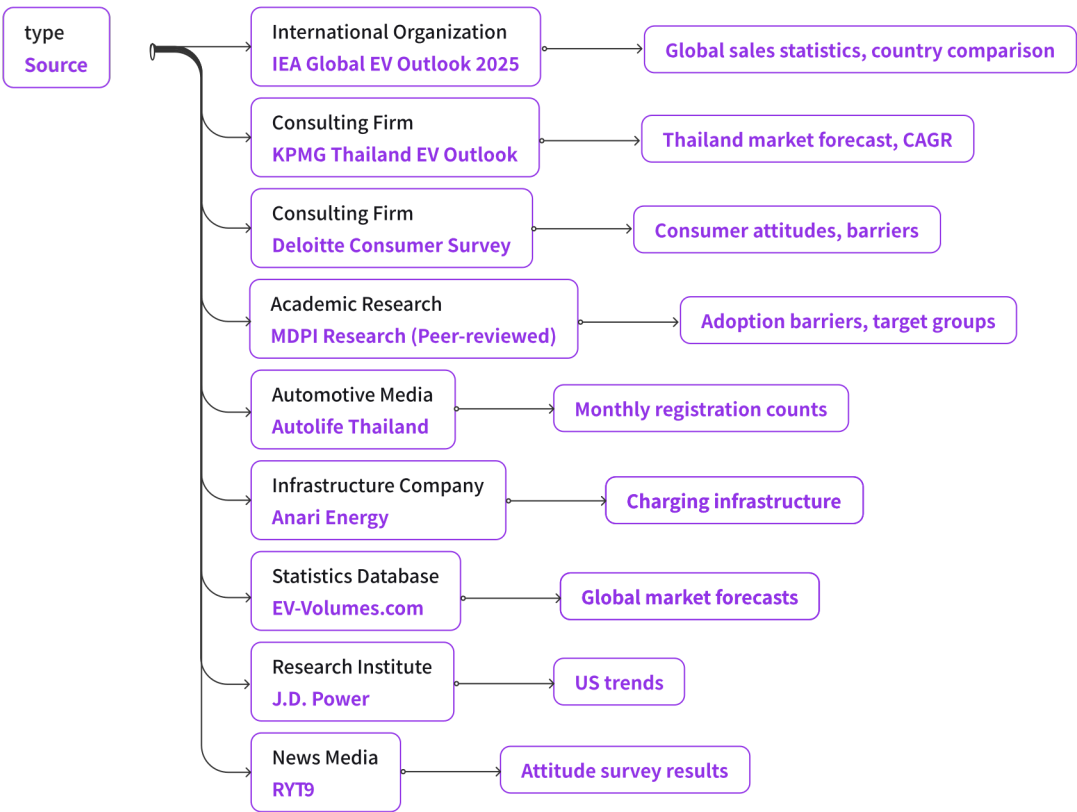 type
Source
International Organization
IEA Global EV Outlook 2025
Global sales statistics, country comparison
Consulting Firm
KPMG Thailand EV Outlook
Thailand market forecast, CAGR
Consulting Firm
Deloitte Consumer Survey
Consumer attitudes, barriers
Academic Research
MDPI Research (Peer-reviewed)
Adoption barriers, target groups
Automotive Media
Autolife Thailand
Monthly registration counts
Infrastructure Company
Anari Energy
Charging infrastructure
Statistics Database
EV-Volumes.com
Global market forecasts
Research Institute
J.D. Power
US trends
News Media
RYT9
Attitude survey results